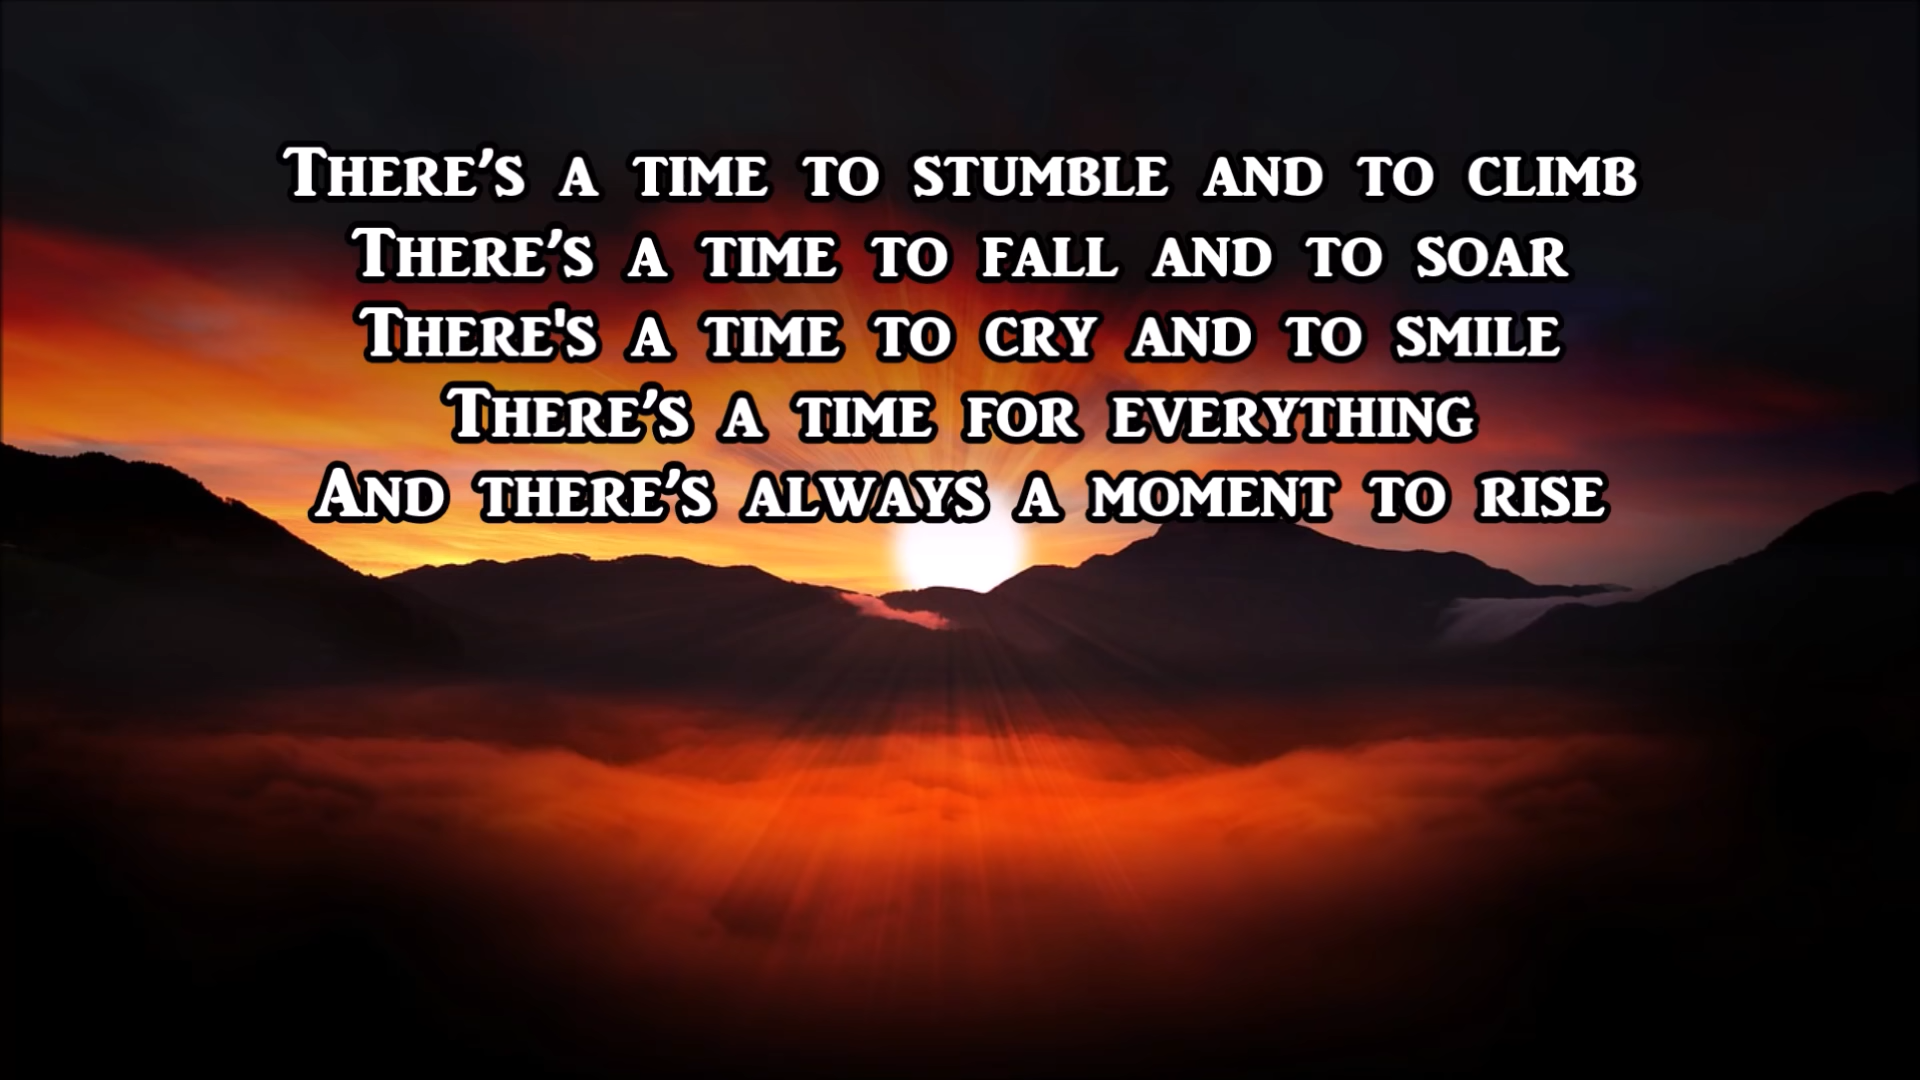 There’s a time to stumble and to climb
There’s a time to fall and to soar
There's a time to cry and to smile
There’s a time for everything
And there’s always a moment to rise